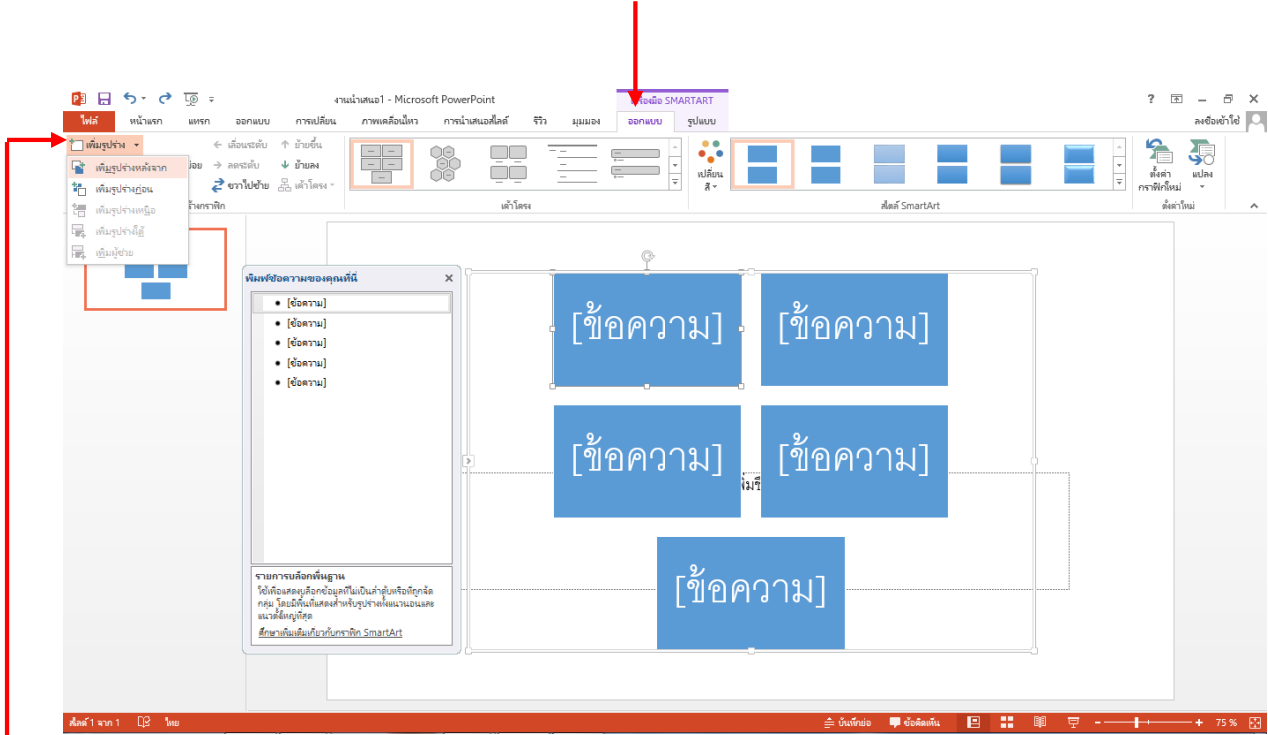 งานนำเสนอ1 - Microsoft PowerPoint
เครื่องมือ SMARTART
?
ไฟล์ หน้าแรก แทรก ออกแบบ การเปลี่ยน ภาพเคลื่อนไหว การนำเสนอสไลด์ รีวิว มุมมอง ออกแบบ รูปแบบ
ลงชื่อเข้าใช้
เพิ่มรูปร่าง
เลื่อนระดับ ย้ายขึ้น
ลดระดับ ย้ายลง
ขวาไปซ้าย เค้าโครง
เพิ่มรูปร่างหลังจาก
เพิ่มรูปร่างก่อน
เพิ่มรูปร่างเหนือ
เพิ่มรูปร่างใต้
เพิ่มผู้ช่วย
เค้าโครง
เปลี่ยน
สี
สไตล์ SmartArt
ตั้งค่า
กราฟิกใหม่
แปลง
ตั้งค่าใหม่
พิมพ์ข้อความของคุณที่นี่
[ข้อความ]
[ข้อความ]
[ข้อความ]
[ข้อความ]
[ข้อความ]
รายการบล็อกพื้นฐาน
ใช้เพื่อแสดงบล็อกข้อมูลที่ไม่เป็นลำดับหรือที่ถูกจัด
กลุ่ม โดยมีพื้นที่แสดงสำหรับรูปร่างทั้งแนวนอนและ
แนวตั้งใหญ่ที่สุด
ศึกษาเพิ่มเติมเกี่ยวกับกราฟิก SmartArt
[ข้อความ] [ข้อความ]
[ข้อความ] [ข้อความ]
[ข้อความ]
สไลด์ 1 จาก 1 ไทย
บันทึกย่อ ข้อคิดเห็น
75 %